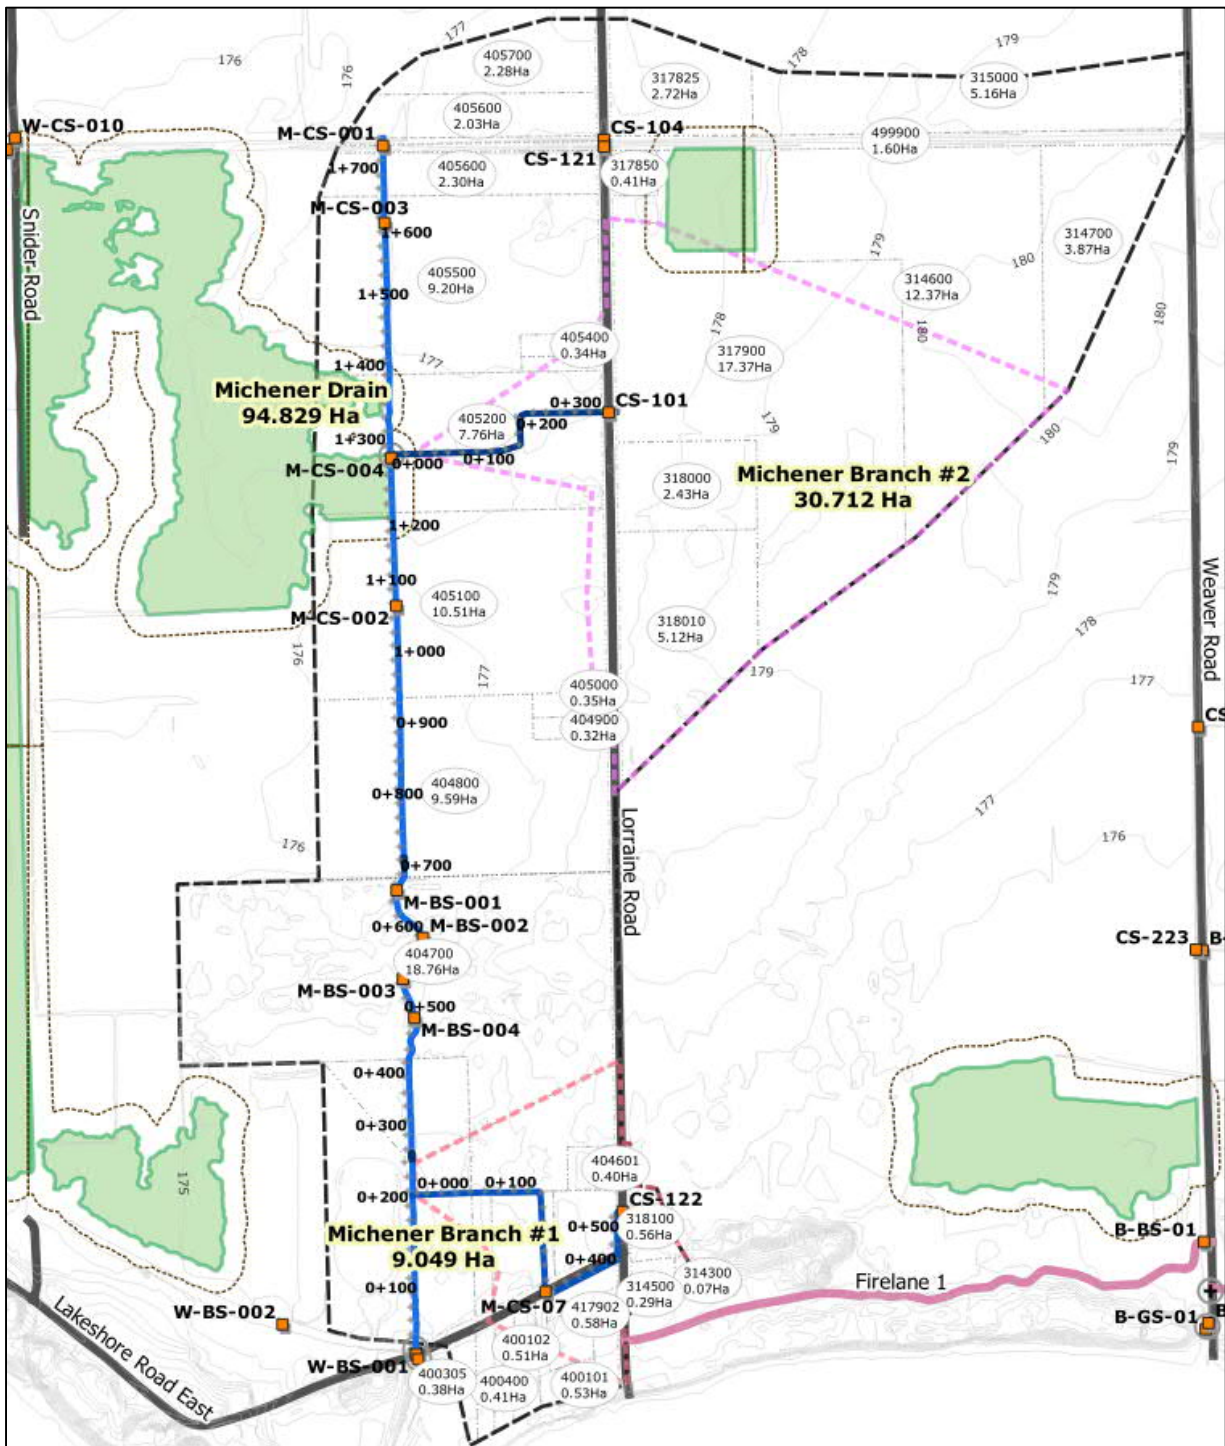 177
405700
2.28Ha
179
178
176
176
317825
2.72Ha
315000
5.16Ha
W-CS-010
405600
2.03Ha
M-CS-001
CS-104
499900
1.60Ha
CS-121
1+700
405600
2.30Ha
317850
0.41Ha
Snider Road
M-CS-003
1+600
179
314700
3.87Ha
180
405500
9.20Ha
1+500
314600
12.37Ha
180
178
180
405400
0.34Ha
317900
17.37Ha
1+400
177
Michener Drain
94.829 Ha
0+300
CS-101
405200
7.76Ha
0+200
179
1+300
180
179
M-CS-004
0+000
0+100
318000
2.43Ha
Michener Branch #2
30.712 Ha
1+200
1+100
405100
10.51Ha
179
M-CS-002
318010
5.12Ha
178
Weaver Road
176
1+000
177
179
177
405000
0.35Ha
0+900
404900
0.32Ha
CS
404800
9.59Ha
0+800
177
176
176
Lorraine Road
0+700
M-BS-001
0+600
M-BS-002
CS-223
B-
404700
18.76Ha
M-BS-003
0+500
M-BS-004
0+400
0+300
404601
0.40Ha
175
0+000
0+100
0+200
CS-122
318100
0.56Ha
0+500
Michener Branch #1
9.049 Ha
B-BS-01
0+400
314300
0.07Ha
Firelane 1
0+100
314500
0.29Ha
M-CS-07
417902
0.58Ha
W-BS-002
B-GS-01
B
Lakeshore Road East
400102
0.51Ha
W-BS-001
400305
0.38Ha
400400
0.41Ha
400101
0.53Ha